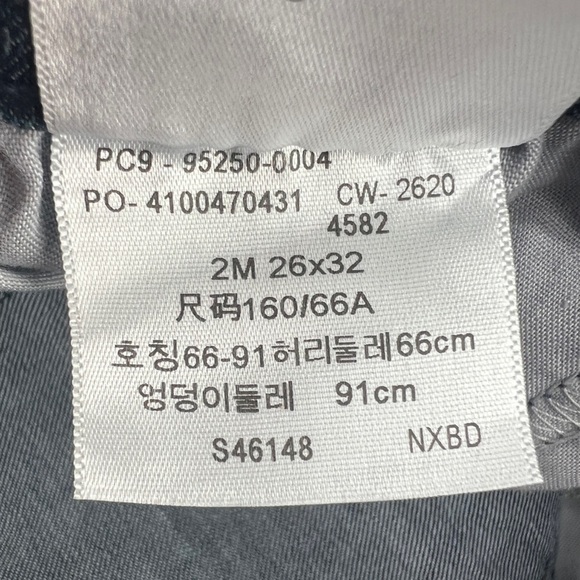 PC9 - 95250-0004
PO- 4100470431 CW- 2620
4582
2M 26x32
尺码160/66A
호칭66-91허리둘레66cm
엉덩이둘레 91cm
S46148 NXBD